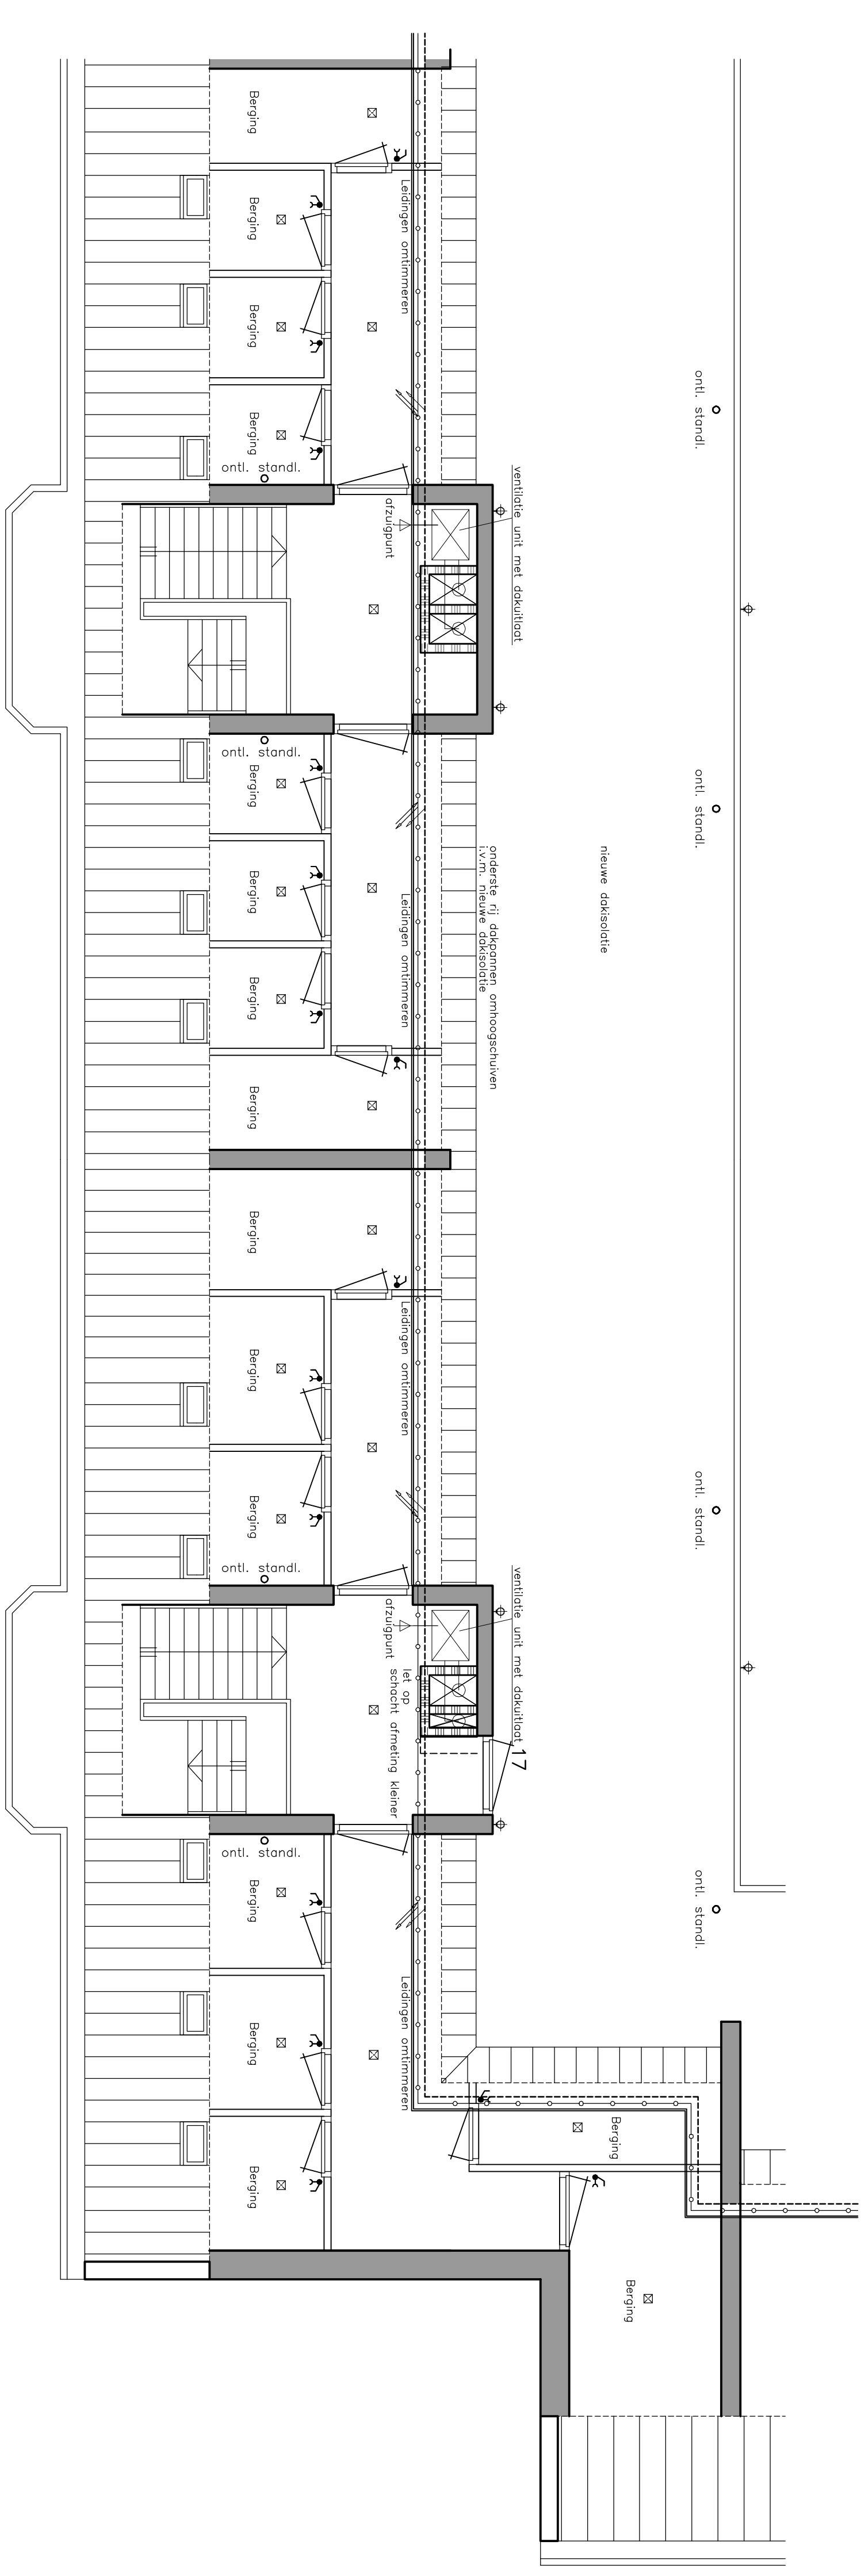 Berging
Leidingen omtimmeren
Berging
Berging
ontl. standl.
Berging
ontl. standl.
ventilatie unit met dakuitlaat
afzuigpunt
ontl. standl.
Berging
ontl. standl.
onderste rij dakpannen omhoogschuiven
i.v.m. nieuwe dakisolatie
nieuwe dakisolatie
Berging
Leidingen omtimmeren
Berging
Berging
Berging
Leidingen omtimmeren
Berging
ontl. standl.
Berging
ontl. standl.
ventilatie unit met dakuitlaat
afzuigpunt
let op
schacht afmeting kleiner
17
ontl. standl.
Berging
ontl. standl.
Leidingen omtimmeren
Berging
Berging
Berging
Berging